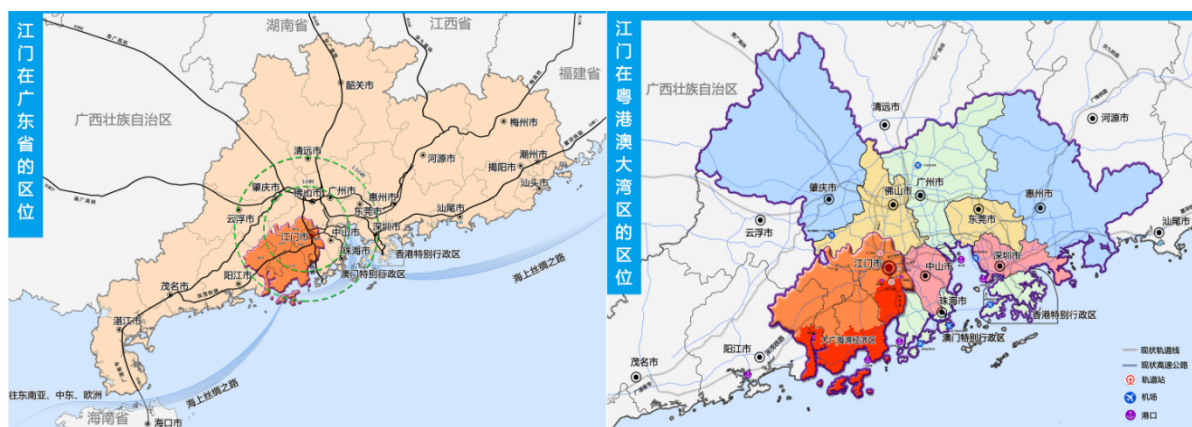 江门在广东省的区位
湖南省
江西省
福建省
广西壮族自治区
韶关市
梅州市
清远市
河源市
潮州市
揭阳市
汕头市
肇庆市
佛山市
广州市
惠州市
云浮市
东莞市
汕尾市
江门市
中山市
深圳市
珠海市
香港特别行政区
阳江市
澳门特别行政区
海上丝绸之路
茂名市
湛江市
海上丝绸之路
往东南亚、中东、欧洲
海南省
海口市
江门在粤港澳大湾区的区位
广西壮族自治区
清远市
河源市
肇庆市
佛山市
广州市
惠州市
云浮市
东莞市
汕尾市
江门市
中山市
深圳市
珠海市
香港特别行政区
大广海湾经济区
澳门特别行政区
阳江市
茂名市
现状轨道线
现状高速公路
轨道站
机场
港口